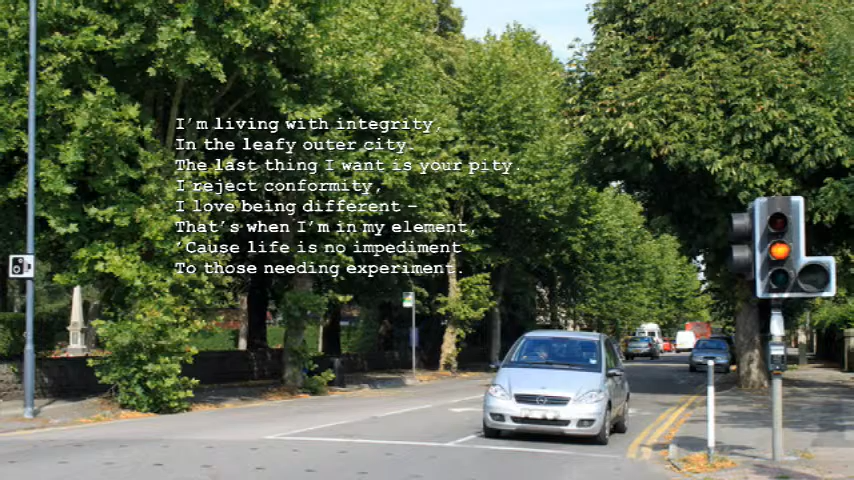 I'm living with integrity,
In the leafy outer city.
The last thing I want is your pity.
I reject conformity,
I love being different –
That's when I'm in my element,
'Cause life is no impediment
To those needing experiment.